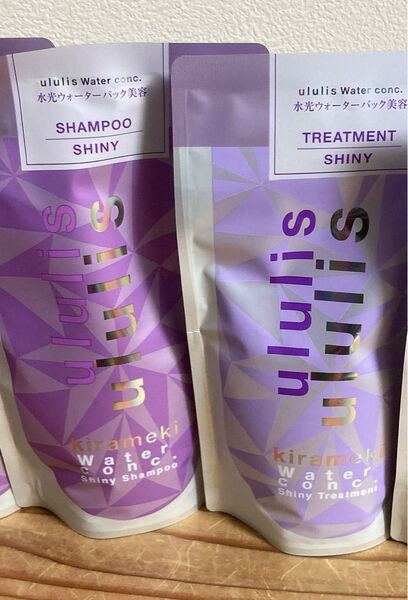 ululis Water conc.
水光ウォーターパック美容
SHAMPOO
SHINY
ululis
ululis
kirameki
Water
conc.
Shiny Shampoo
ululis Water conc.
水光ウォーターパック美容
TREATMENT
SHINY
ululis
ululis
kirameki
Water
conc.
Shiny Treatment